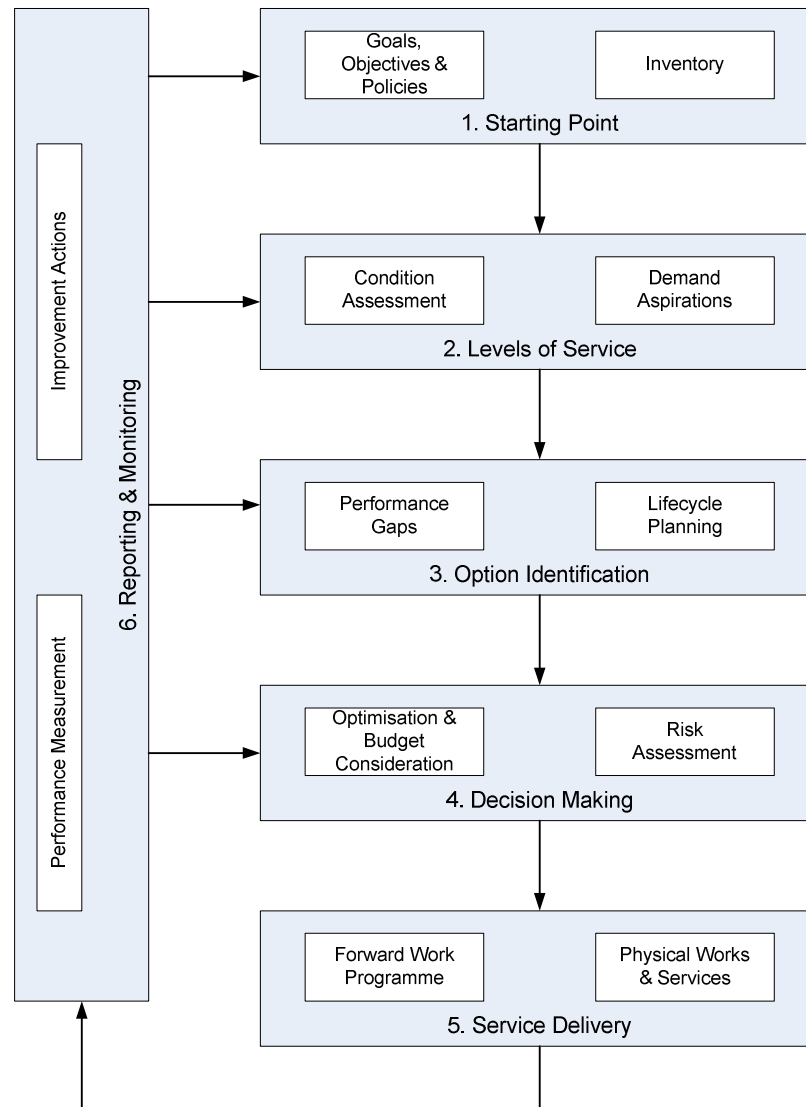 Goals,
Objectives &
Policies
Inventory
1. Starting Point
Condition
Assessment
Demand
Aspirations
2. Levels of Service
Performance
Gaps
Lifecycle
Planning
3. Option Identification
Optimisation &
Budget
Consideration
Risk
Assessment
4. Decision Making
Forward Work
Programme
Physical Works
& Services
5. Service Delivery
Improvement Actions
Performance Measurement
6. Reporting & Monitoring